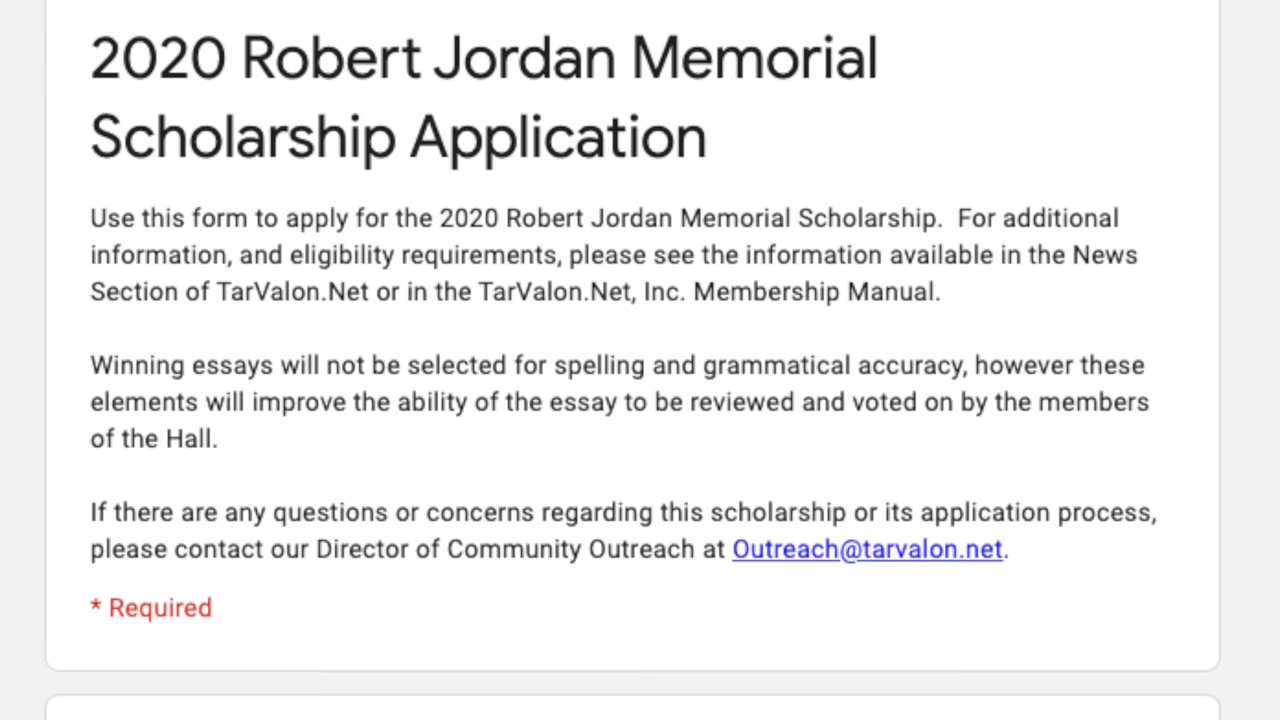 2020 Robert Jordan Memorial
Scholarship Application
Use this form to apply for the 2020 Robert Jordan Memorial Scholarship.  For additional
information, and eligibility requirements, please see the information available in the News
Section of TarValon.Net or in the TarValon.Net, Inc. Membership Manual.
Winning essays will not be selected for spelling and grammatical accuracy, however these
elements will improve the ability of the essay to be reviewed and voted on by the members
of the Hall.
If there are any questions or concerns regarding this scholarship or its application process,
please contact our Director of Community Outreach at Outreach@tarvalon.net.
* Required